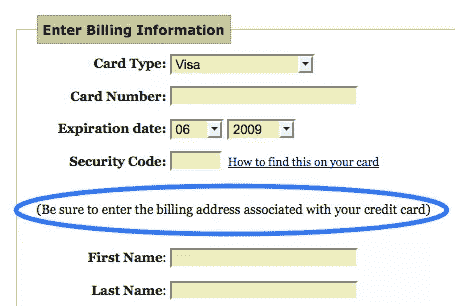 Enter Billing Information
Card Type: Visa
Card Number:
Expiration date: 06 2009
Security Code: How to find this on your card
(Be sure to enter the billing address associated with your credit card)
First Name:
Last Name: